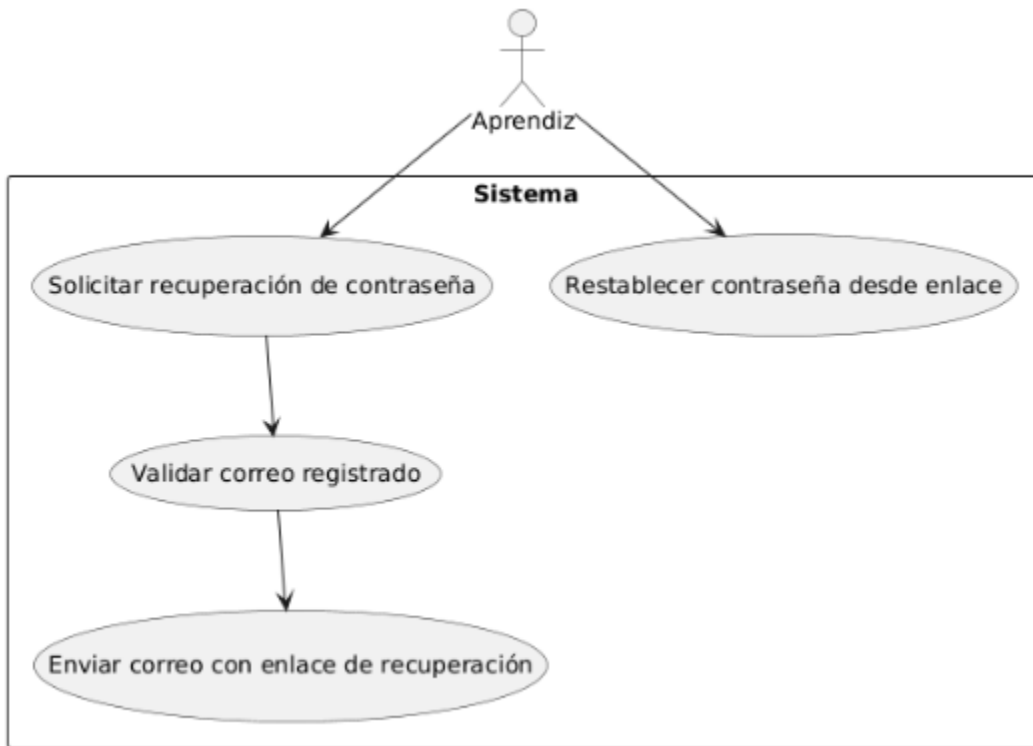 Aprendiz
Sistema
Solicitar recuperación de contraseña
Restablecer contraseña desde enlace
Validar correo registrado
Enviar correo con enlace de recuperación